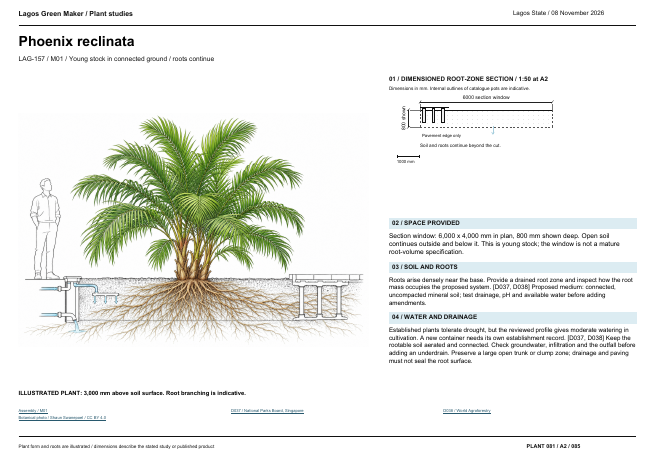 Lagos Green Maker / Plant studies
Lagos State / 08 November 2026
Phoenix reclinata
LAG-157 / M01 / Young stock in connected ground / roots continue
01 / DIMENSIONED ROOT-ZONE SECTION / 1:50 at A2
Dimensions in mm. Internal outlines of catalogue pots are indicative.
6000 section window
800 shown
Pavement edge only
Soil and roots continue beyond the cut.
1000 mm
02 / SPACE PROVIDED
Section window: 6,000 x 4,000 mm in plan, 800 mm shown deep. Open soil
continues outside and below it. This is young stock; the window is not a mature
root-volume specification.
03 / SOIL AND ROOTS
Roots arise densely near the base. Provide a drained root zone and inspect how the root
mass occupies the proposed system. [D037, D038] Proposed medium: connected,
uncompacted mineral soil; test drainage, pH and available water before adding
amendments.
04 / WATER AND DRAINAGE
Established plants tolerate drought, but the reviewed profile gives moderate watering in
cultivation. A new container needs its own establishment record. [D037, D038] Keep the
rootable soil aerated and connected. Check groundwater, infiltration and the outfall before
adding an underdrain. Preserve a large open trunk or clump zone; drainage and paving
must not seal the root surface.
ILLUSTRATED PLANT: 3,000 mm above soil surface. Root branching is indicative.
Assembly / M01
D037 / National Parks Board, Singapore
D038 / World Agroforestry
Plant form and roots are illustrated / dimensions describe the stated study or published product
PLANT 081 / A2 / 085